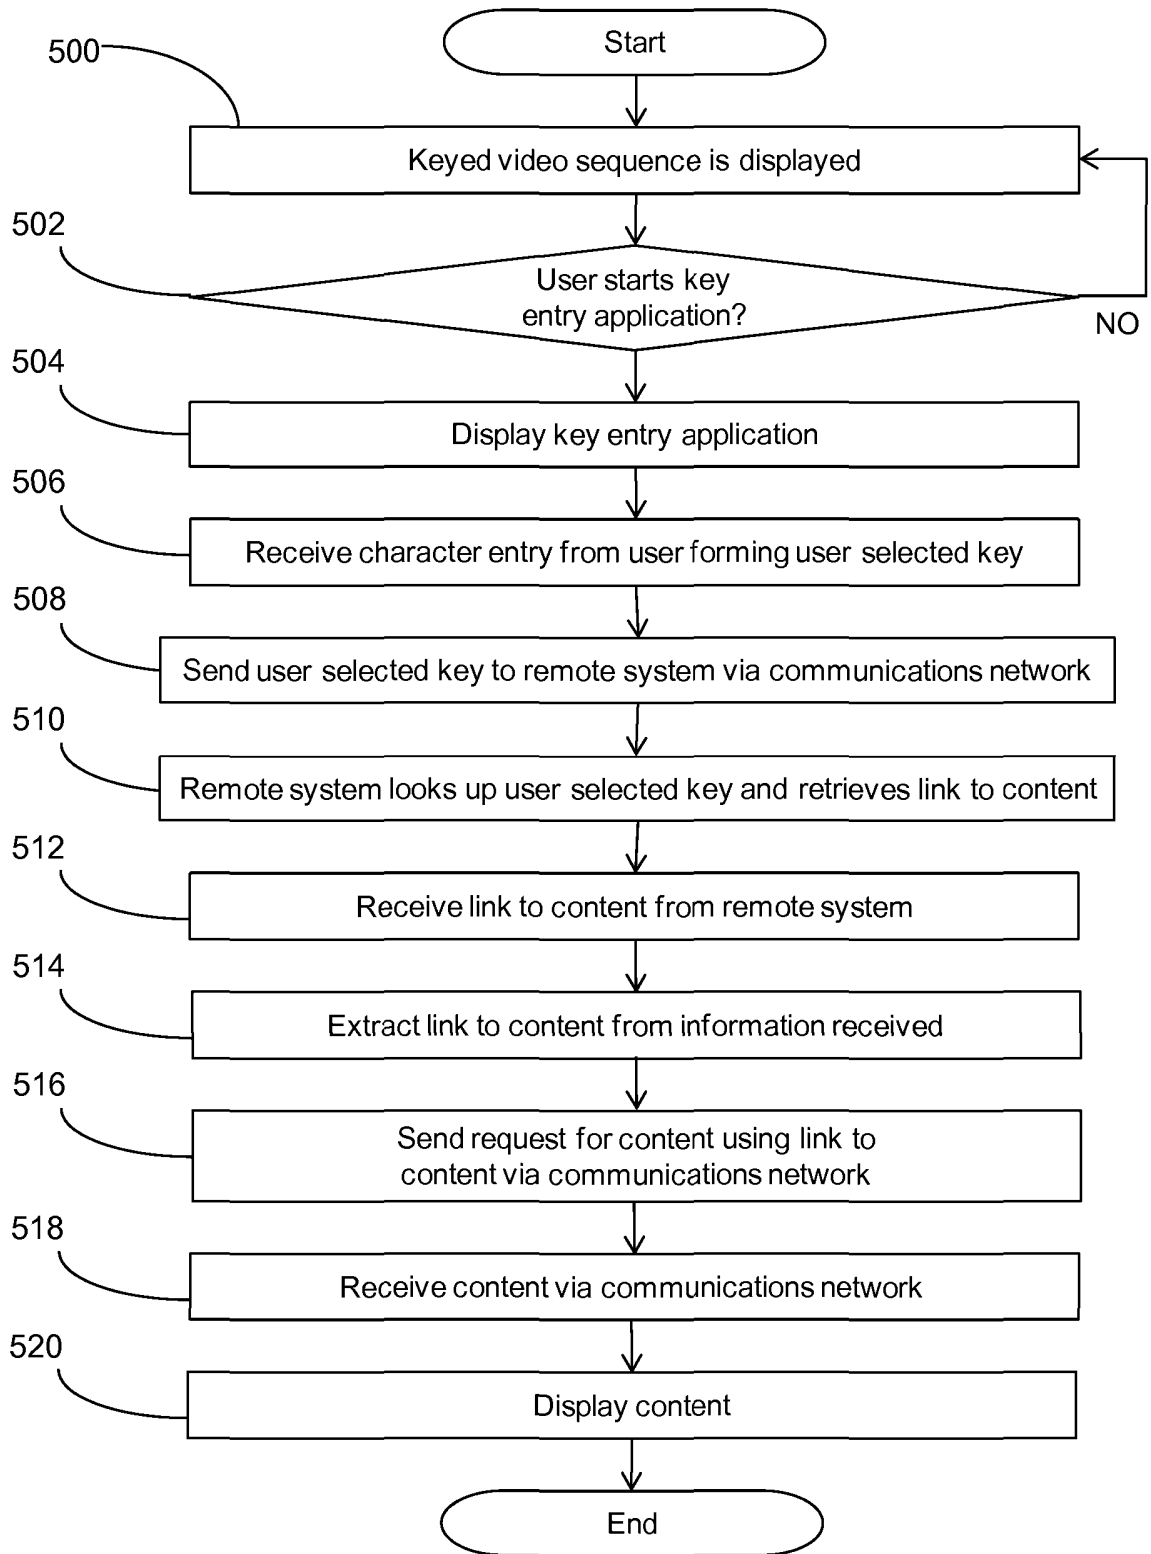 Start
500
Keyed video sequence is displayed
502
User starts key
entry application?
NO
504
Display key entry application
506
Receive character entry from user forming user selected key
508
Send user selected key to remote system via communications network
510
Remote system looks up user selected key and retrieves link to content
512
Receive link to content from remote system
514
Extract link to content from information received
516
Send request for content using link to
content via communications network
518
Receive content via communications network
520
Display content
End